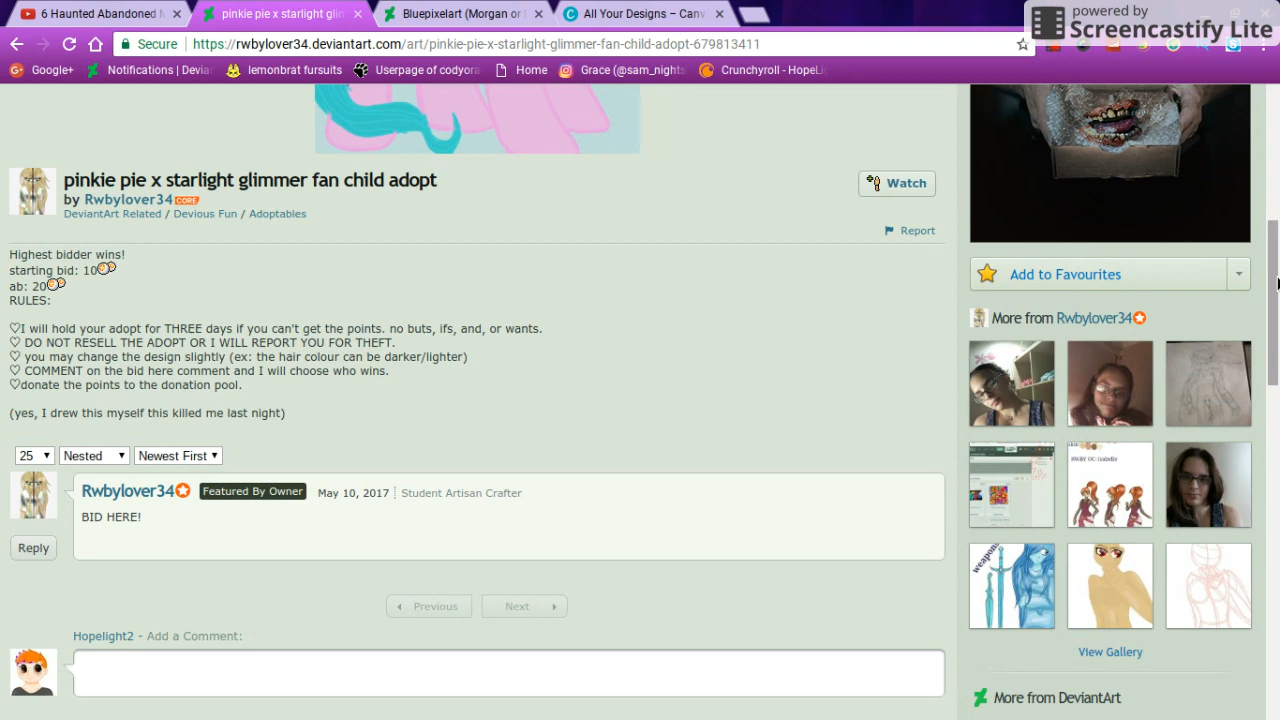 6 Haunted Abandoned M
pinkie pie x starlight gli
Bluepixelart (Morgan or
All Your Designs – Canv
powered by
Screencastify Lite
Secure
https://rwbylover34.deviantart.com/art/pinkie-pie-x-starlight-glimmer-fan-child-adopt-679813411
Google+
Notifications | Devia
lemonbrat fursuits
Userpage of codyora
Home
Grace (@sam_nights
Crunchyroll - HopeLi
pinkie pie x starlight glimmer fan child adopt
by Rwbylover34 CORE
DeviantArt Related / Devious Fun / Adoptables
Watch
Report
Highest bidder wins!
starting bid: 10
ab: 20
RULES:
♡I will hold your adopt for THREE days if you can't get the points. no buts, ifs, and, or wants.
♡ DO NOT RESELL THE ADOPT OR I WILL REPORT YOU FOR THEFT.
♡ you may change the design slightly (ex: the hair colour can be darker/lighter)
♡ COMMENT on the bid here comment and I will choose who wins.
♡donate the points to the donation pool.
(yes, I drew this myself this killed me last night)
25 Nested Newest First
Rwbylover34 Featured By Owner May 10, 2017 Student Artisan Crafter
BID HERE!
Reply
Previous Next
Hopelight2 - Add a Comment:
Add to Favourites
More from Rwbylover34
RWBY OC: Isabelle
weapons
View Gallery
More from DeviantArt